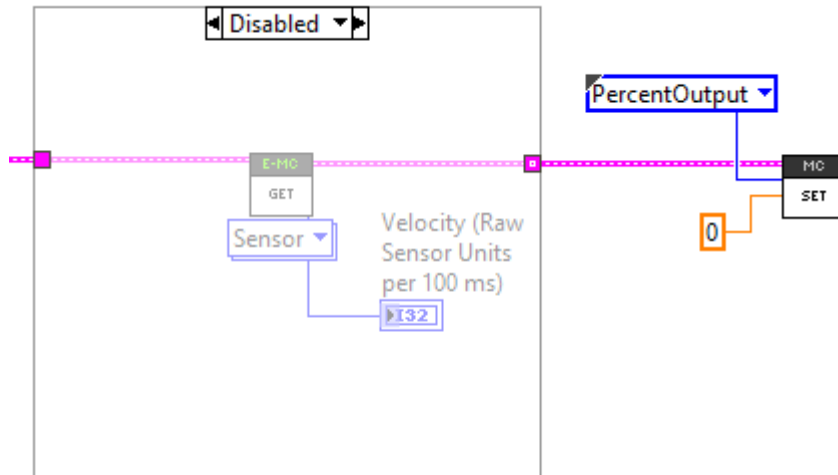 Disabled
PercentOutput
E-MC
GET
MC
SET
Sensor
Velocity (Raw
Sensor Units
per 100 ms)
0
I32